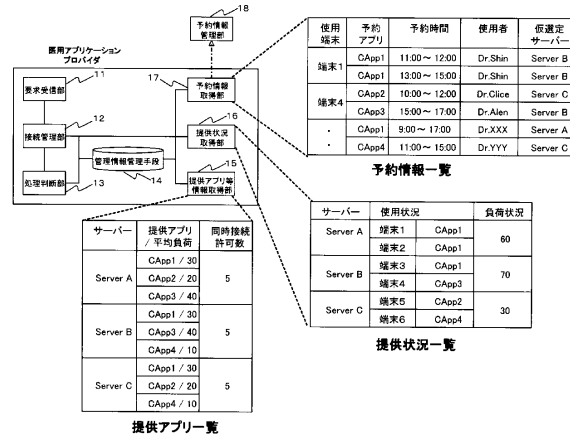 18
予約情報
管理部
医用アプリケーション
プロバイダ
11
要求受信部
17
予約情報
取得部
12
接続管理部
16
提供状況
取得部
管理情報管理手段
14
15
処理判断部
13
提供アプリ等
情報取得部
使用端末 予約アプリ 予約時間 使用者 仮選定サーバー
端末1 CApp1 11:00～12:00 Dr.Shin Server B
CApp1 13:00～15:00 Dr.Shin Server B
端末4 CApp2 10:00～12:00 Dr.Clice Server C
CApp3 15:00～17:00 Dr.Alen Server B
・ CApp1 9:00～17:00 Dr.XXX Server A
・ CApp4 11:00～15:00 Dr.YYY Server C
予約情報一覧
サーバー 使用状況 負荷状況
Server A 端末1 CApp1 60
端末2 CApp1
Server B 端末3 CApp1 70
端末4 CApp3
Server C 端末5 CApp2 30
端末6 CApp4
提供状況一覧
サーバー 提供アプリ/平均負荷 同時接続許可数
Server A CApp1 / 30 5
CApp2 / 20
CApp3 / 40
Server B CApp1 / 30 5
CApp3 / 40
CApp4 / 10
Server C CApp1 / 30 5
CApp2 / 20
CApp4 / 10
提供アプリ一覧